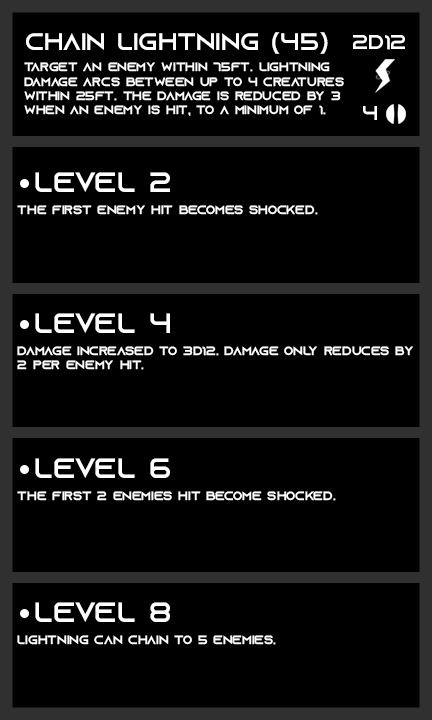 CHAIN LIGHTNING (45) 2D12
TARGET AN ENEMY WITHIN 75FT. LIGHTNING
DAMAGE ARCS BETWEEN UP TO 4 CREATURES
WITHIN 25FT. THE DAMAGE IS REDUCED BY 3
WHEN AN ENEMY IS HIT, TO A MINIMUM OF 1.
4
•LEVEL 2
THE FIRST ENEMY HIT BECOMES SHOCKED.
•LEVEL 4
DAMAGE INCREASED TO 3D12. DAMAGE ONLY REDUCES BY
2 PER ENEMY HIT.
•LEVEL 6
THE FIRST 2 ENEMIES HIT BECOME SHOCKED.
•LEVEL 8
LIGHTNING CAN CHAIN TO 5 ENEMIES.